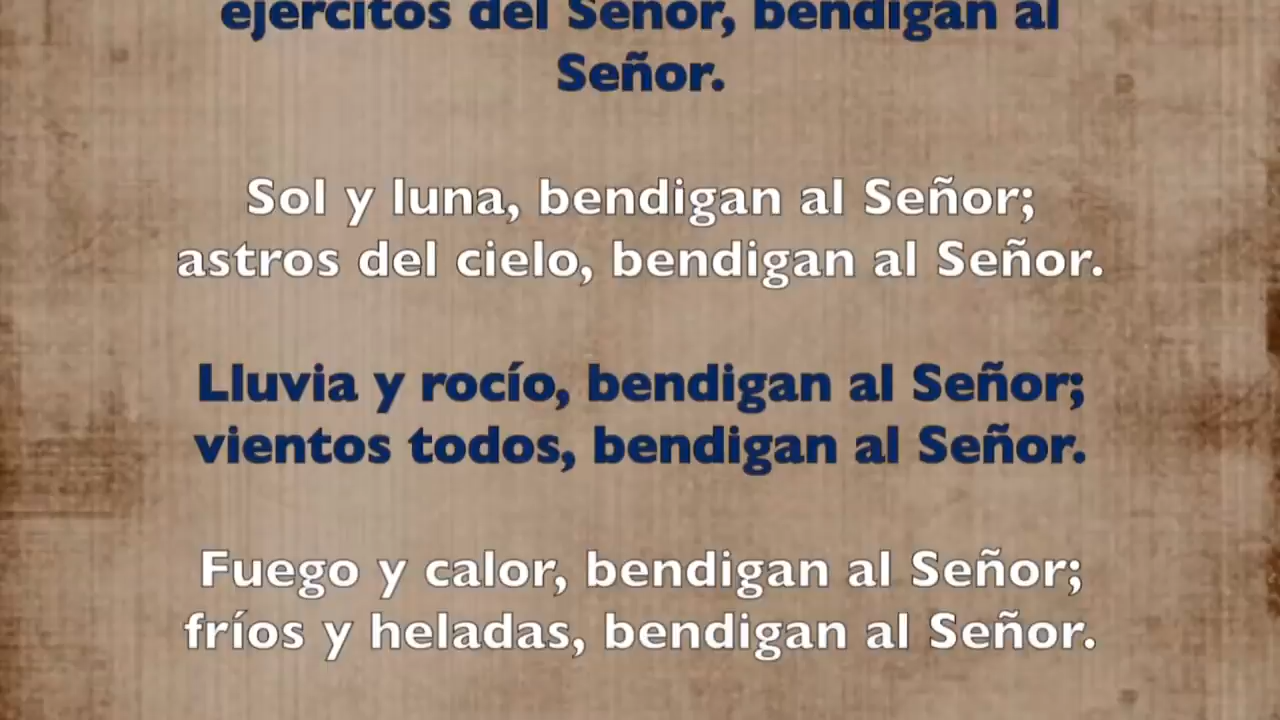 ejércitos del Señor, bendigan al
Señor.
Sol y luna, bendigan al Señor;
astros del cielo, bendigan al Señor.
Lluvia y rocío, bendigan al Señor;
vientos todos, bendigan al Señor.
Fuego y calor, bendigan al Señor;
fríos y heladas, bendigan al Señor.